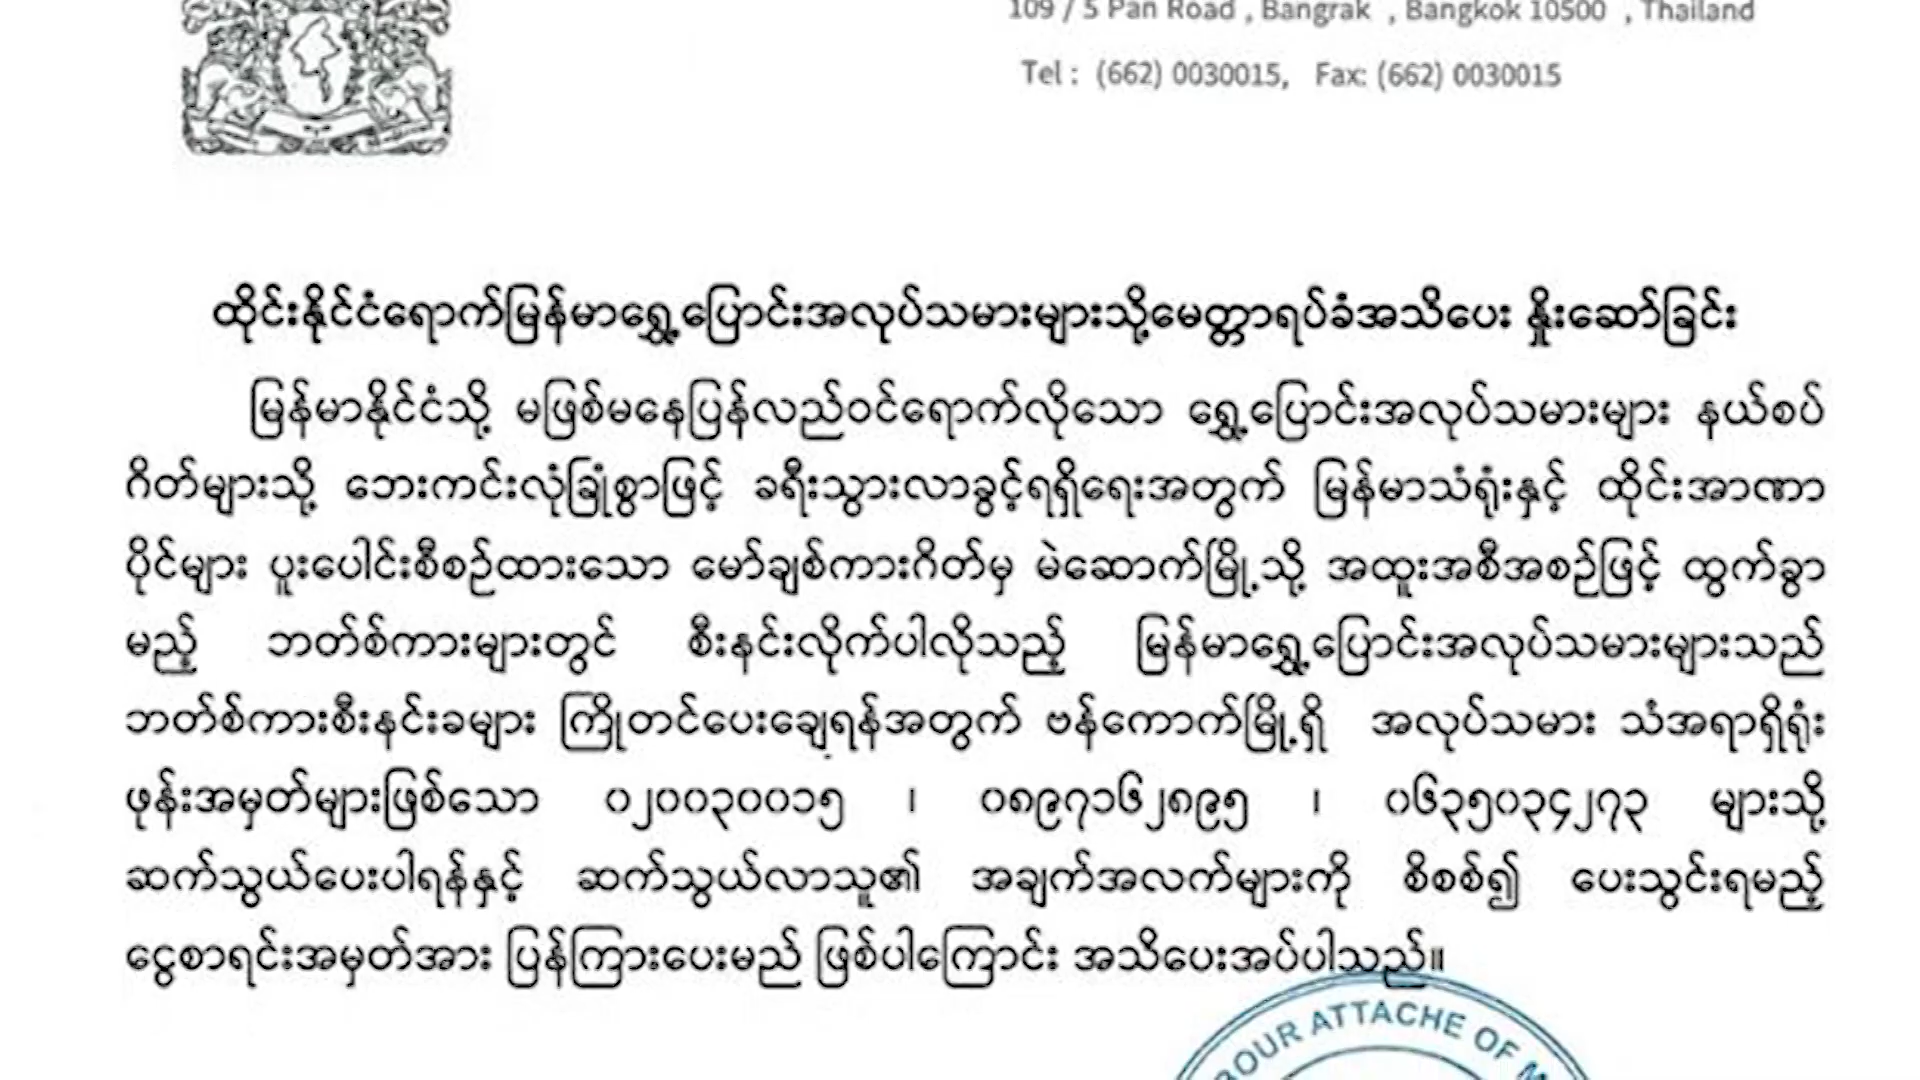 109 / 5 Pan Road , Bangrak , Bangkok 10500 , Thailand
Tel : (662) 0030015, Fax: (662) 0030015
ထိုင်းနိုင်ငံရောက်မြန်မာရွှေ့ပြောင်းအလုပ်သမားများသို့မေတ္တာရပ်ခံအသိပေး နှိုးဆော်ခြင်း
မြန်မာနိုင်ငံသို့ မဖြစ်မနေပြန်လည်ဝင်ရောက်လိုသော ရွှေ့ပြောင်းအလုပ်သမားများ နယ်စပ်
ဂိတ်များသို့ ဘေးကင်းလုံခြုံစွာဖြင့် ခရီးသွားလာခွင့်ရရှိရေးအတွက် မြန်မာသံရုံးနှင့် ထိုင်းအာဏာ
ပိုင်များ ပူးပေါင်းစီစဉ်ထားသော မော်ချစ်ကားဂိတ်မှ မဲဆောက်မြို့သို့ အထူးအစီအစဉ်ဖြင့် ထွက်ခွာ
မည့် ဘတ်စ်ကားများတွင် စီးနင်းလိုက်ပါလိုသည့် မြန်မာရွှေ့ပြောင်းအလုပ်သမားများသည်
ဘတ်စ်ကားစီးနင်းခများ ကြိုတင်ပေးချေရန်အတွက် ဗန်ကောက်မြို့ရှိ အလုပ်သမား သံအရာရှိရုံး
ဖုန်းအမှတ်များဖြစ်သော ၀၂၀၀၃၀၀၁၅ ၊ ၀၈၉၇၁၆၂၈၉၅ ၊ ၀၆၃၅၀၃၄၂၇၃ များသို့
ဆက်သွယ်ပေးပါရန်နှင့် ဆက်သွယ်လာသူ၏ အချက်အလက်များကို စိစစ်၍ ပေးသွင်းရမည့်
ငွေစာရင်းအမှတ်အား ပြန်ကြားပေးမည် ဖြစ်ပါကြောင်း အသိပေးအပ်ပါသည်။
ATTACHE OF